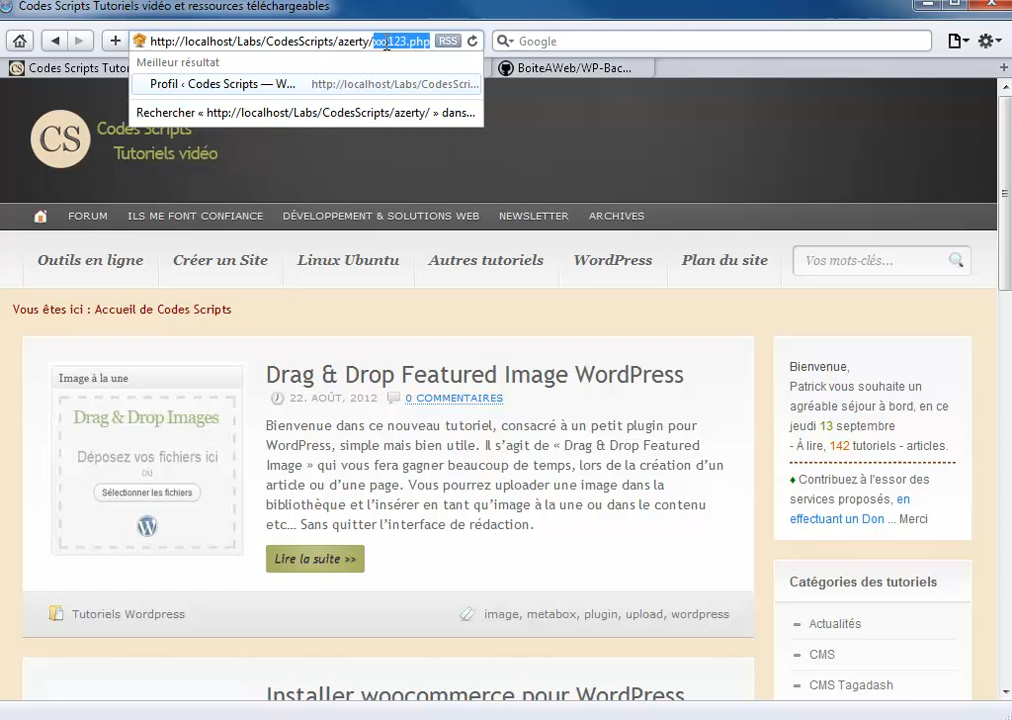 Codes Scripts Tutoriels vidéo et ressources téléchargeables
http://localhost/Labs/CodesScripts/azerty/ 123.php RSS Google
Meilleur résultat
Codes Scripts Tu
Profil ‹ Codes Scripts — W... http://localhost/Labs/CodesScri...
BoiteAWeb/WP-Bac...
Rechercher « http://localhost/Labs/CodesScripts/azerty/ » dans...
CS
Codes Scripts
Tutoriels vidéo
FORUM ILS ME FONT CONFIANCE DÉVELOPPEMENT & SOLUTIONS WEB NEWSLETTER ARCHIVES
Outils en ligne Créer un Site Linux Ubuntu Autres tutoriels WordPress Plan du site Vos mots-clés...
Vous êtes ici : Accueil de Codes Scripts
Image à la une
Drag & Drop Images
Déposez vos fichiers ici
ou
Sélectionner les fichiers
Drag & Drop Featured Image WordPress
22. AOÛT, 2012 0 COMMENTAIRES
Bienvenue dans ce nouveau tutoriel, consacré à un petit plugin pour
WordPress, simple mais bien utile. Il s’agit de « Drag & Drop Featured
Image » qui vous fera gagner beaucoup de temps, lors de la création d’un
article ou d’une page. Vous pourrez uploader une image dans la
bibliothèque et l’insérer en tant qu’image à la une ou dans le contenu
etc... Sans quitter l’interface de rédaction.
Lire la suite >>
Tutoriels Wordpress
image, metabox, plugin, upload, wordpress
Installer woocommerce pour WordPress
Bienvenue,
Patrick vous souhaite un
agréable séjour à bord, en ce
jeudi 13 septembre
- À lire, 142 tutoriels - articles.
♦ Contribuez à l'essor des
services proposés, en
effectuant un Don ... Merci
Catégories des tutoriels
Actualités
CMS
CMS Tagadash